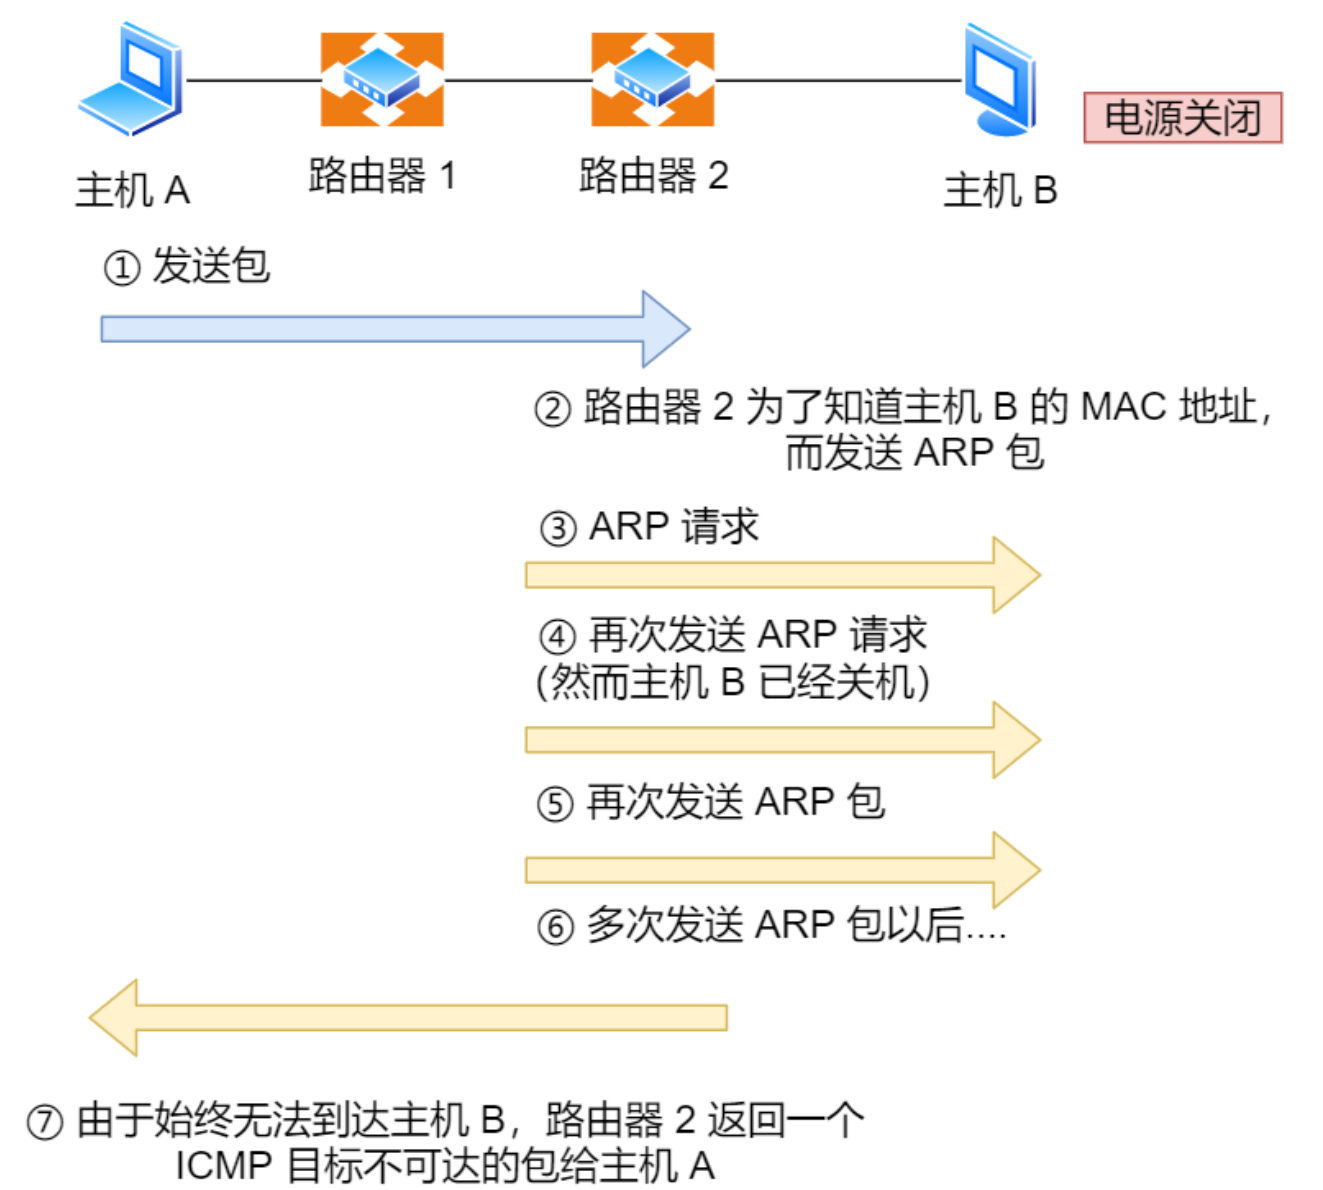 电源关闭
主机 A
路由器 1
路由器 2
主机 B
① 发送包
② 路由器 2 为了知道主机 B 的 MAC 地址，
而发送 ARP 包
③ ARP 请求
④ 再次发送 ARP 请求
（然而主机 B 已经关机）
⑤ 再次发送 ARP 包
⑥ 多次发送 ARP 包以后....
⑦ 由于始终无法到达主机 B，路由器 2 返回一个
ICMP 目标不可达的包给主机 A